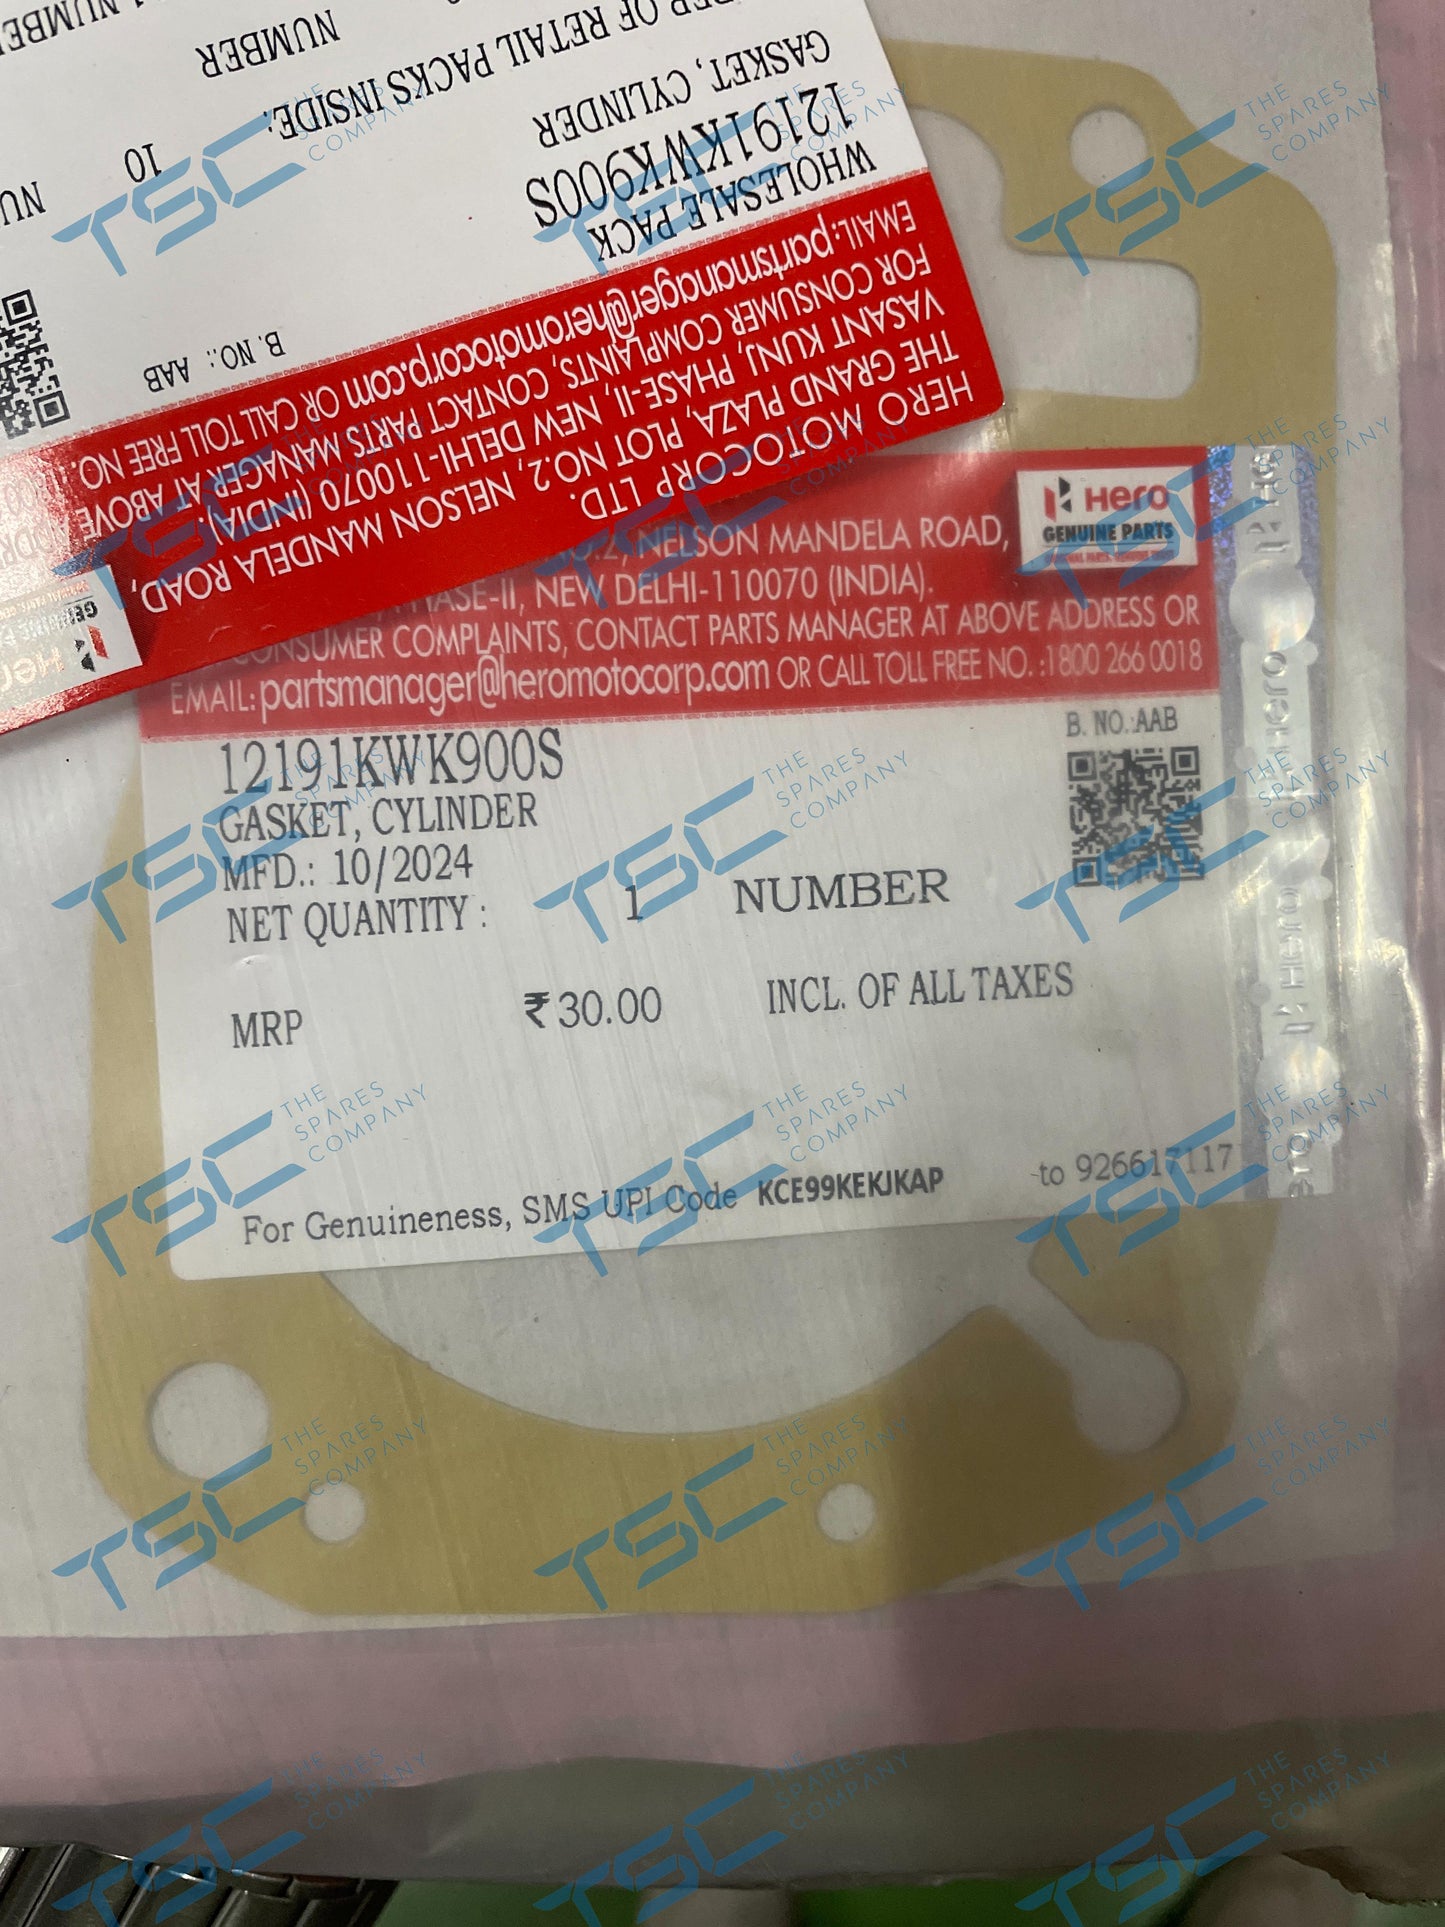 HERO MOTOCORP LTD.
THE GRAND PLAZA, PLOT NO.2, NELSON MANDELA ROAD,
VASANT KUNJ, PHASE-II, NEW DELHI-110070 (INDIA).
FOR CONSUMER COMPLAINTS, CONTACT PARTS MANAGER AT ABOVE
EMAIL:partsmanager@heromotocorp.com OR CALL TOLL FREE NO.
Hero
WHOLESALE PACK
12191KWK900S
GASKET, CYLINDER
B. NO.: AAB
OF RETAIL PACKS INSIDE:
10
NUMBER
NELSON MANDELA ROAD,
PHASE-II, NEW DELHI-110070 (INDIA).
CONSUMER COMPLAINTS, CONTACT PARTS MANAGER AT ABOVE ADDRESS OR
EMAIL:partsmanager@heromotocorp.com OR CALL TOLL FREE NO. :1800 266 0018
Hero
GENUINE PARTS
12191KWK900S
B. NO.:AAB
GASKET, CYLINDER
MFD.: 10/2024
NET QUANTITY : 1 NUMBER
MRP ₹30.00 INCL. OF ALL TAXES
For Genuineness, SMS UPI Code KCE99KEKJKAP to 926617117
Hero
Hero
TSC THE SPARES COMPANY